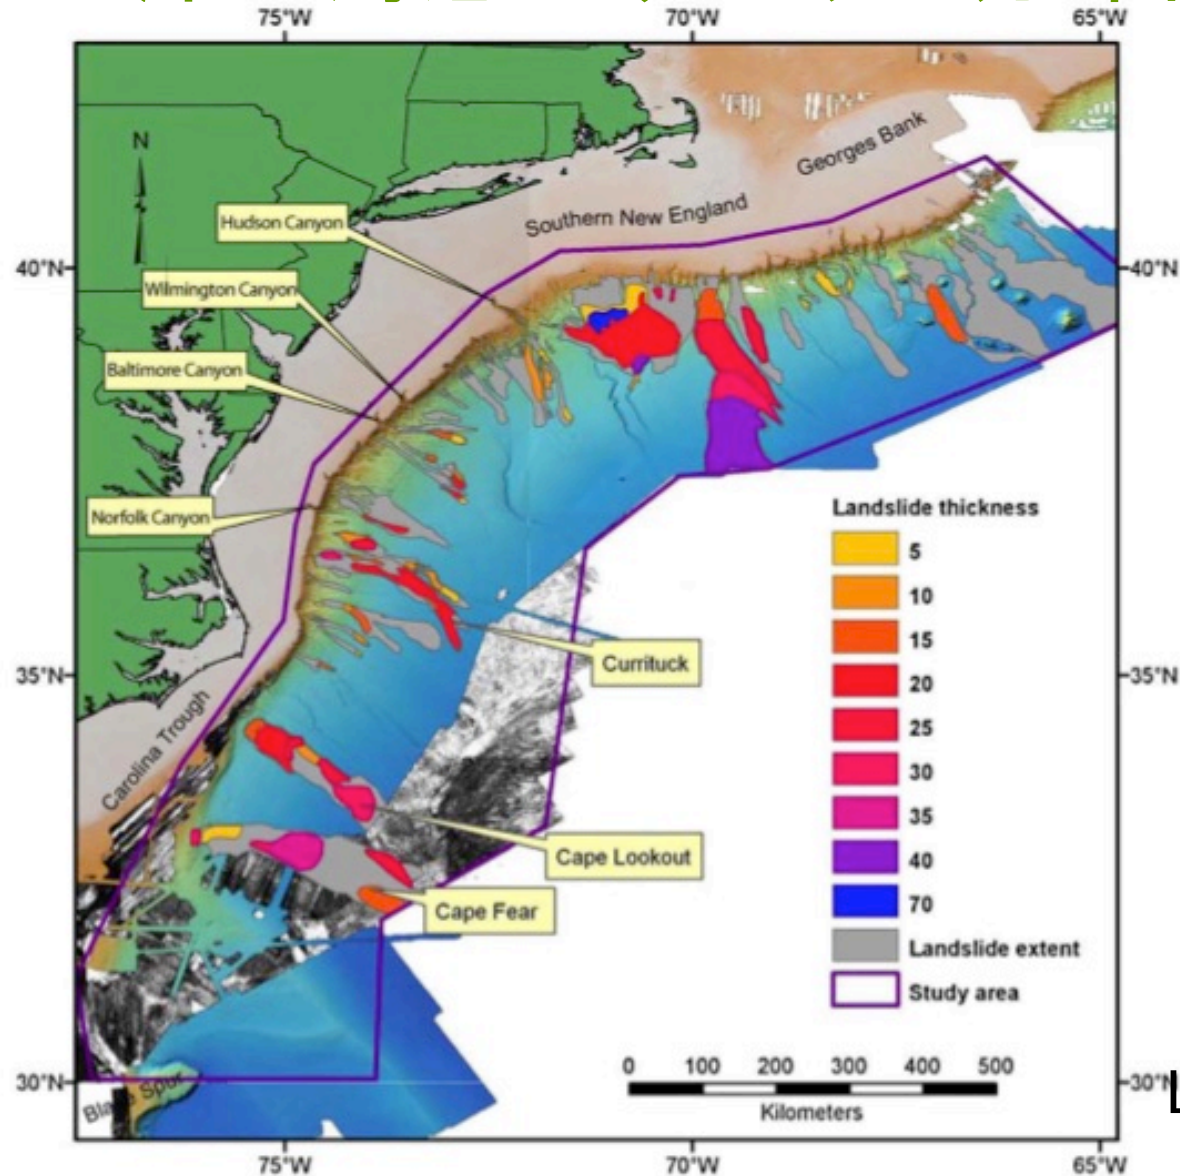 75°W
70°W
65°W
N
Georges Bank
Southern New England
Hudson Canyon
40°N
40°N
Wilmington Canyon
Baltimore Canyon
Norfolk Canyon
Landslide thickness
5
10
15
20
25
30
35
40
70
Landslide extent
Study area
Currituck
35°N
35°N
Carolina Trough
Cape Lookout
Cape Fear
0 100 200 300 400 500
Kilometers
30°N
30°N
Spur
75°W
70°W
65°W